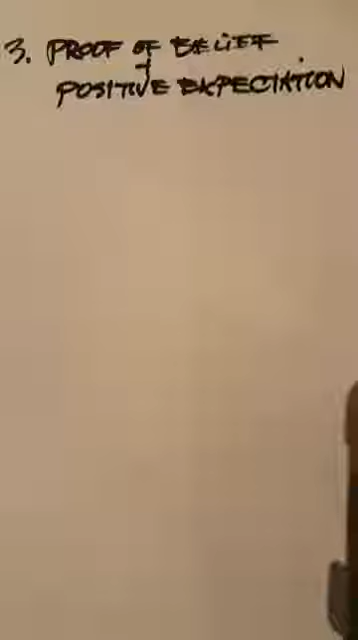 3. PROOF OF BELIEF
+
POSITIVE EXPECTATION